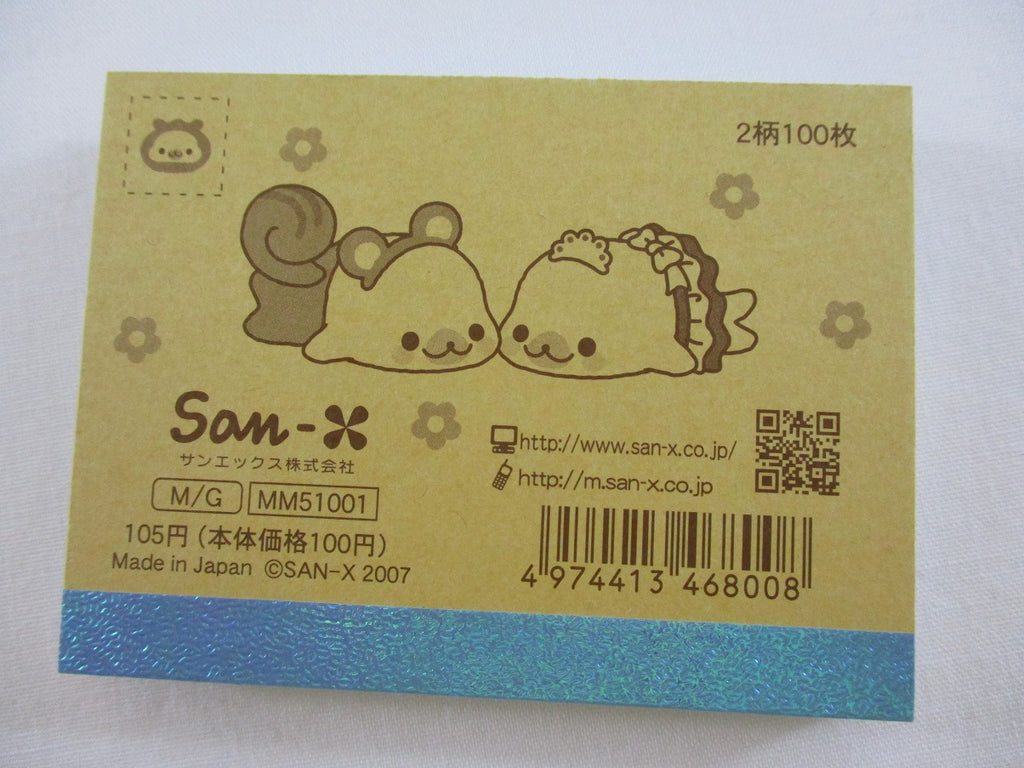 2柄100枚
San-X
サンエックス株式会社
M/G MM51001
105円 (本体価格100円)
Made in Japan ©SAN-X 2007
http://www.san-x.co.jp/
http://m.san-x.co.jp
4 974413 468008